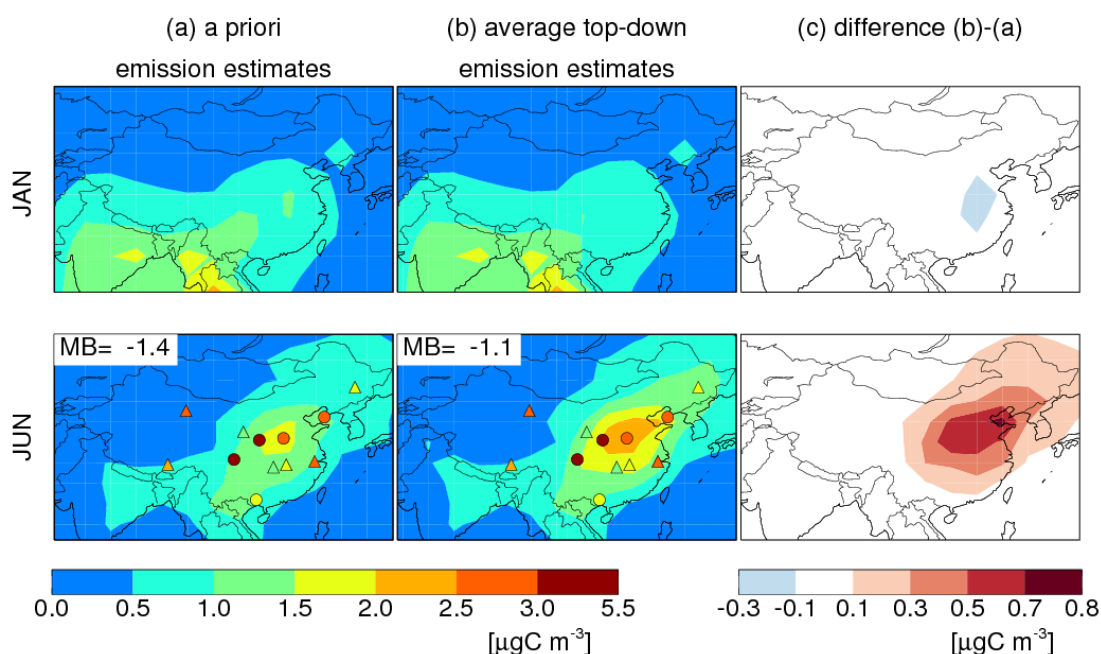 (a) a priori (b) average top-down (c) difference (b)-(a)
emission estimates emission estimates
JAN
MB= -1.4 MB= -1.1
JUN
0.0 0.5 1.0 1.5 2.0 2.5 3.0 5.5 -0.3 -0.1 0.1 0.3 0.5 0.7 0.8
[µgC m-3] [µgC m-3]